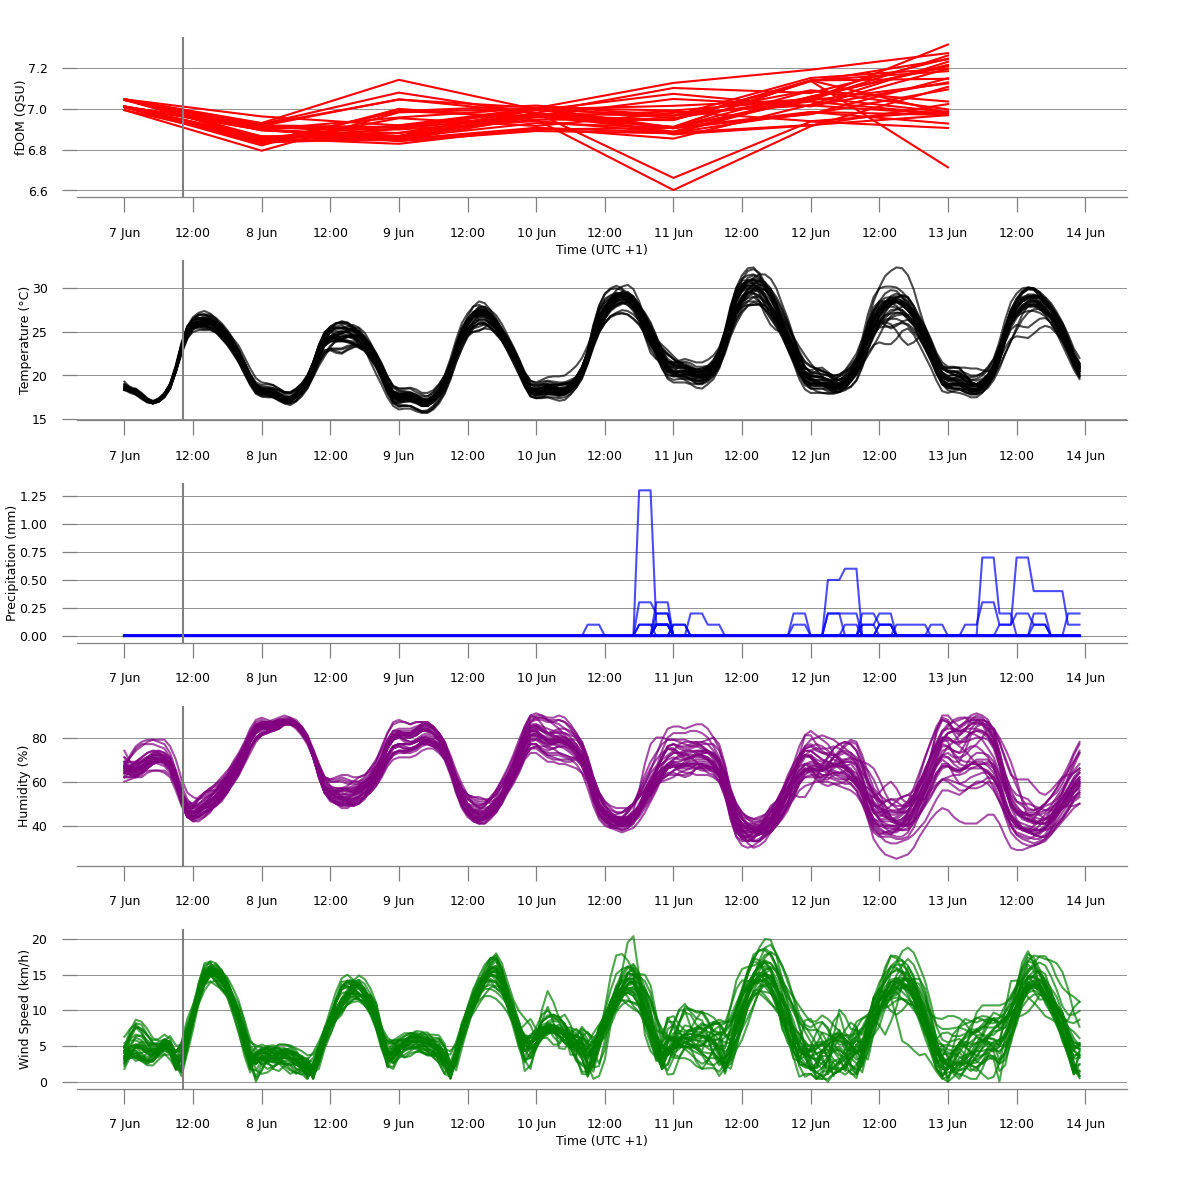 fDOM (QSU)
7.2
7.0
6.8
6.6
7 Jun 12:00 8 Jun 12:00 9 Jun 12:00 10 Jun 12:00 11 Jun 12:00 12 Jun 12:00 13 Jun 12:00 14 Jun
Time (UTC +1)
Temperature (°C)
30
25
20
15
7 Jun 12:00 8 Jun 12:00 9 Jun 12:00 10 Jun 12:00 11 Jun 12:00 12 Jun 12:00 13 Jun 12:00 14 Jun
Precipitation (mm)
1.25
1.00
0.75
0.50
0.25
0.00
7 Jun 12:00 8 Jun 12:00 9 Jun 12:00 10 Jun 12:00 11 Jun 12:00 12 Jun 12:00 13 Jun 12:00 14 Jun
Humidity (%)
80
60
40
7 Jun 12:00 8 Jun 12:00 9 Jun 12:00 10 Jun 12:00 11 Jun 12:00 12 Jun 12:00 13 Jun 12:00 14 Jun
Wind Speed (km/h)
20
15
10
5
0
7 Jun 12:00 8 Jun 12:00 9 Jun 12:00 10 Jun 12:00 11 Jun 12:00 12 Jun 12:00 13 Jun 12:00 14 Jun
Time (UTC +1)